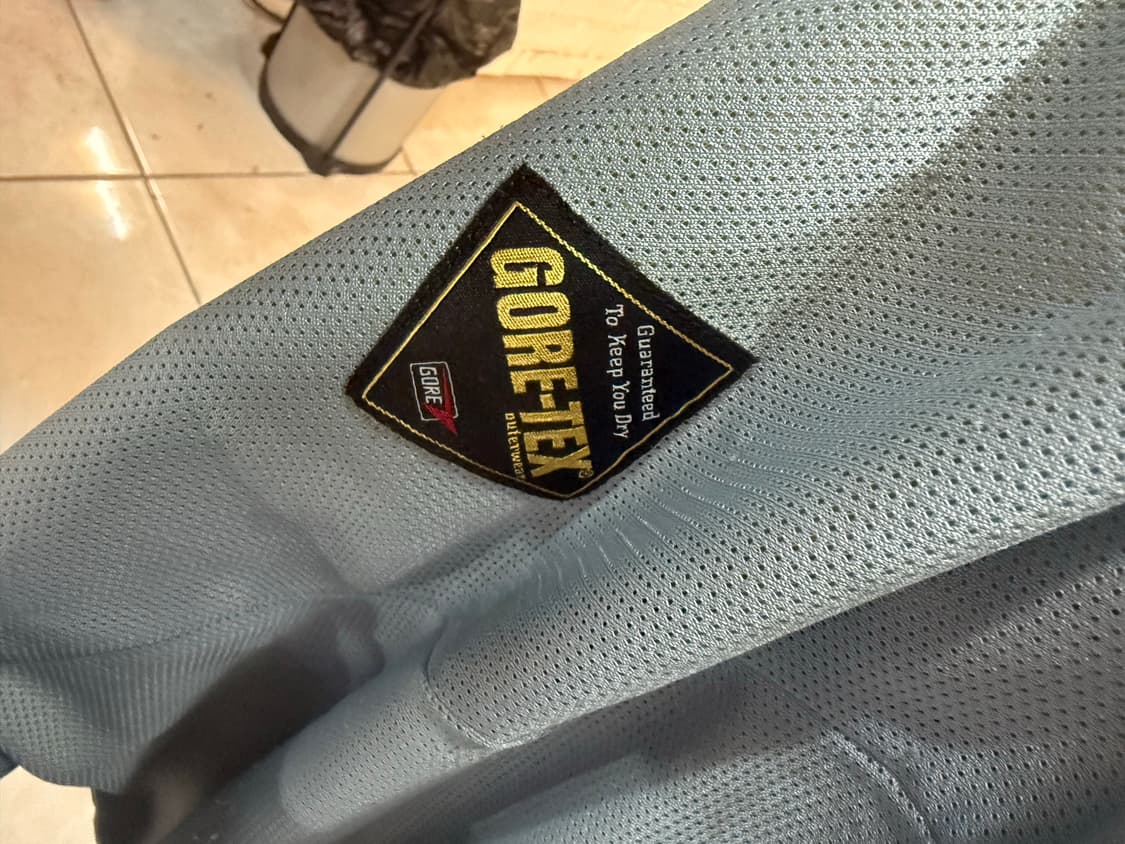 Guaranteed
To Keep You Dry
GORE-TEX®
outerwear
GORE